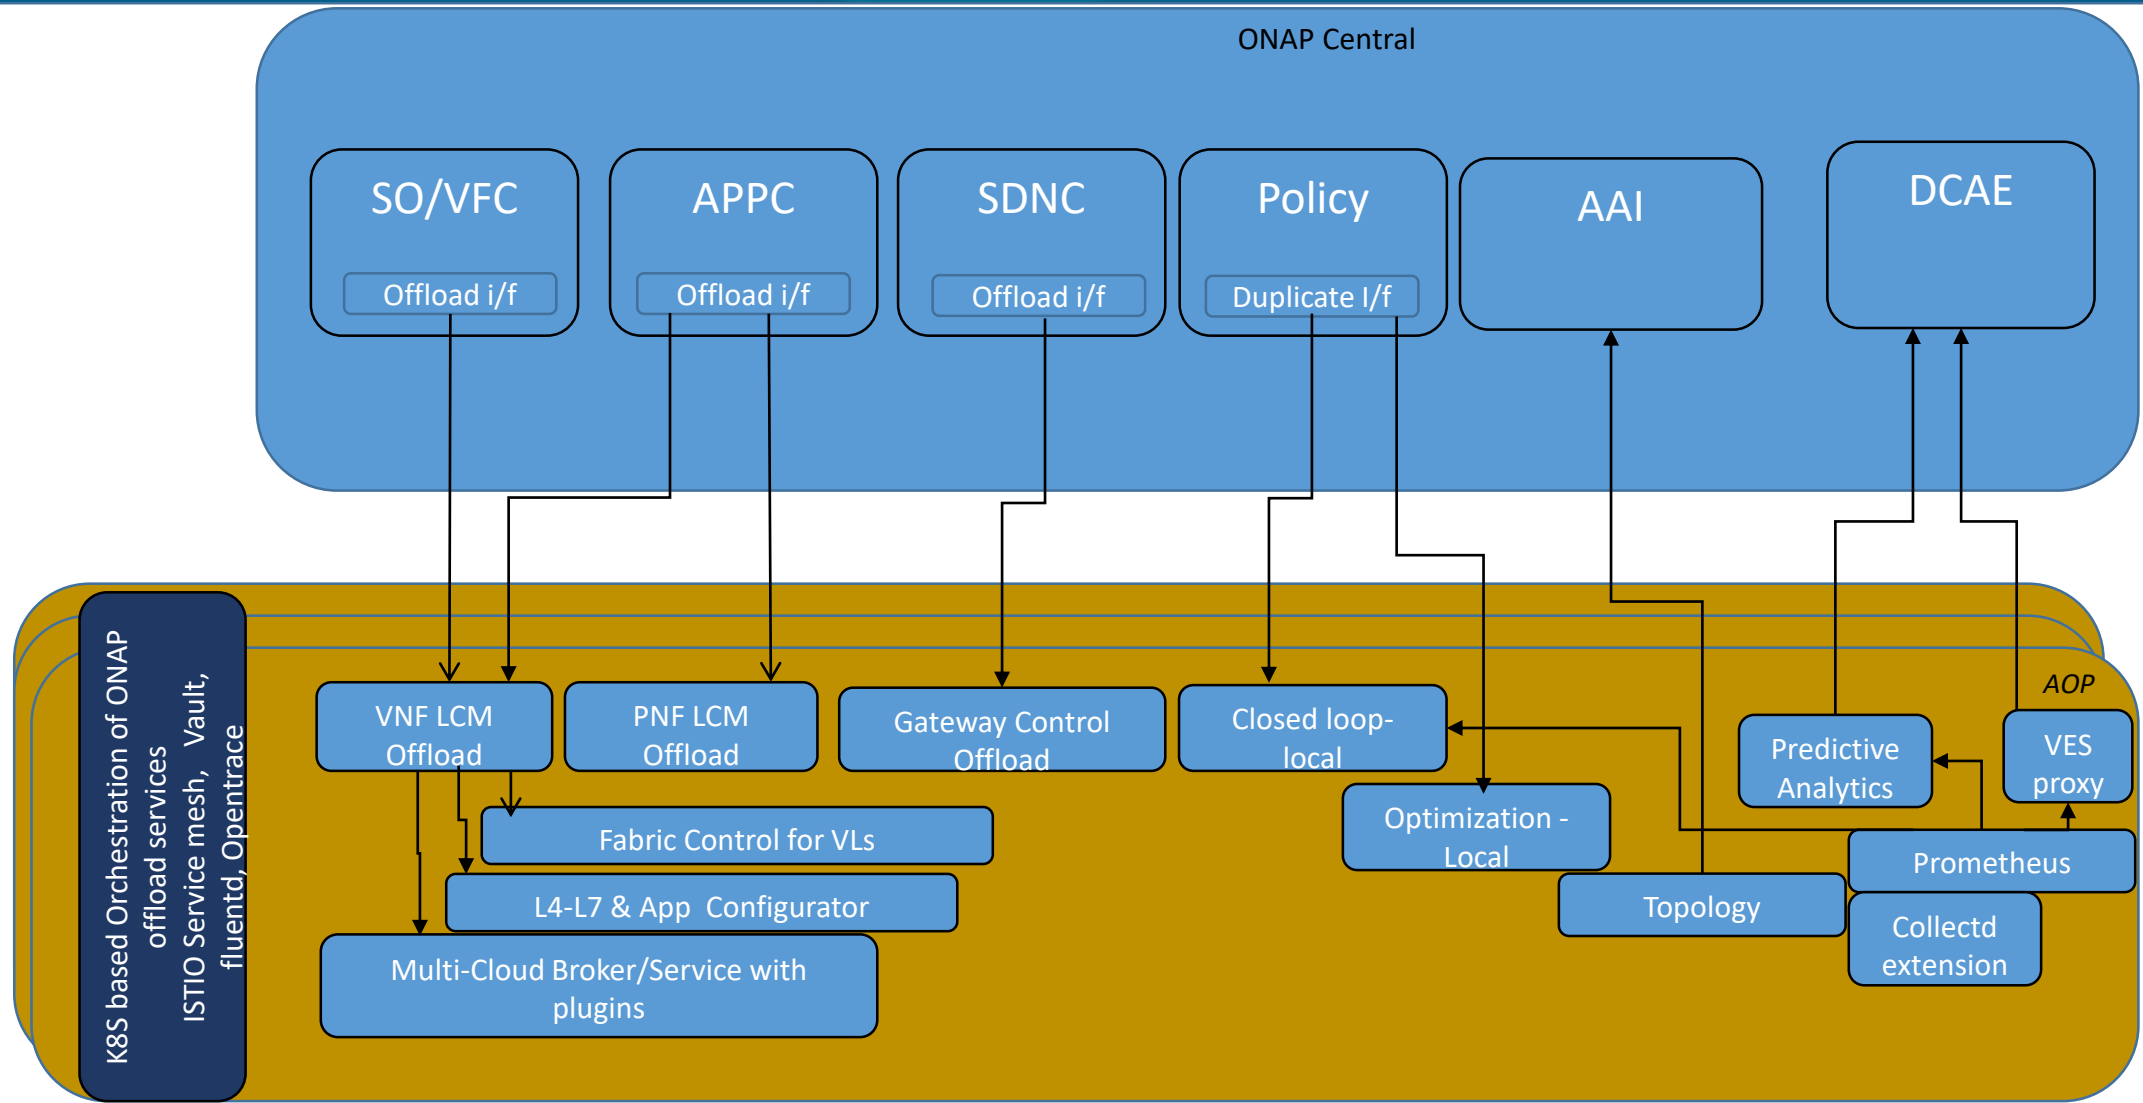 ONAP Central
SO/VFC
APPC
SDNC
Policy
AAI
DCAE
Offload i/f
Offload i/f
Offload i/f
Duplicate I/f
K8S based Orchestration of ONAP
offload services
ISTIO Service mesh, Vault,
fluentd, Opentrace
AOP
VNF LCM
Offload
PNF LCM
Offload
Gateway Control
Offload
Closed loop-
local
Predictive
Analytics
VES
proxy
Optimization -
Local
Fabric Control for VLs
Prometheus
L4-L7 & App Configurator
Topology
Collectd
extension
Multi-Cloud Broker/Service with
plugins